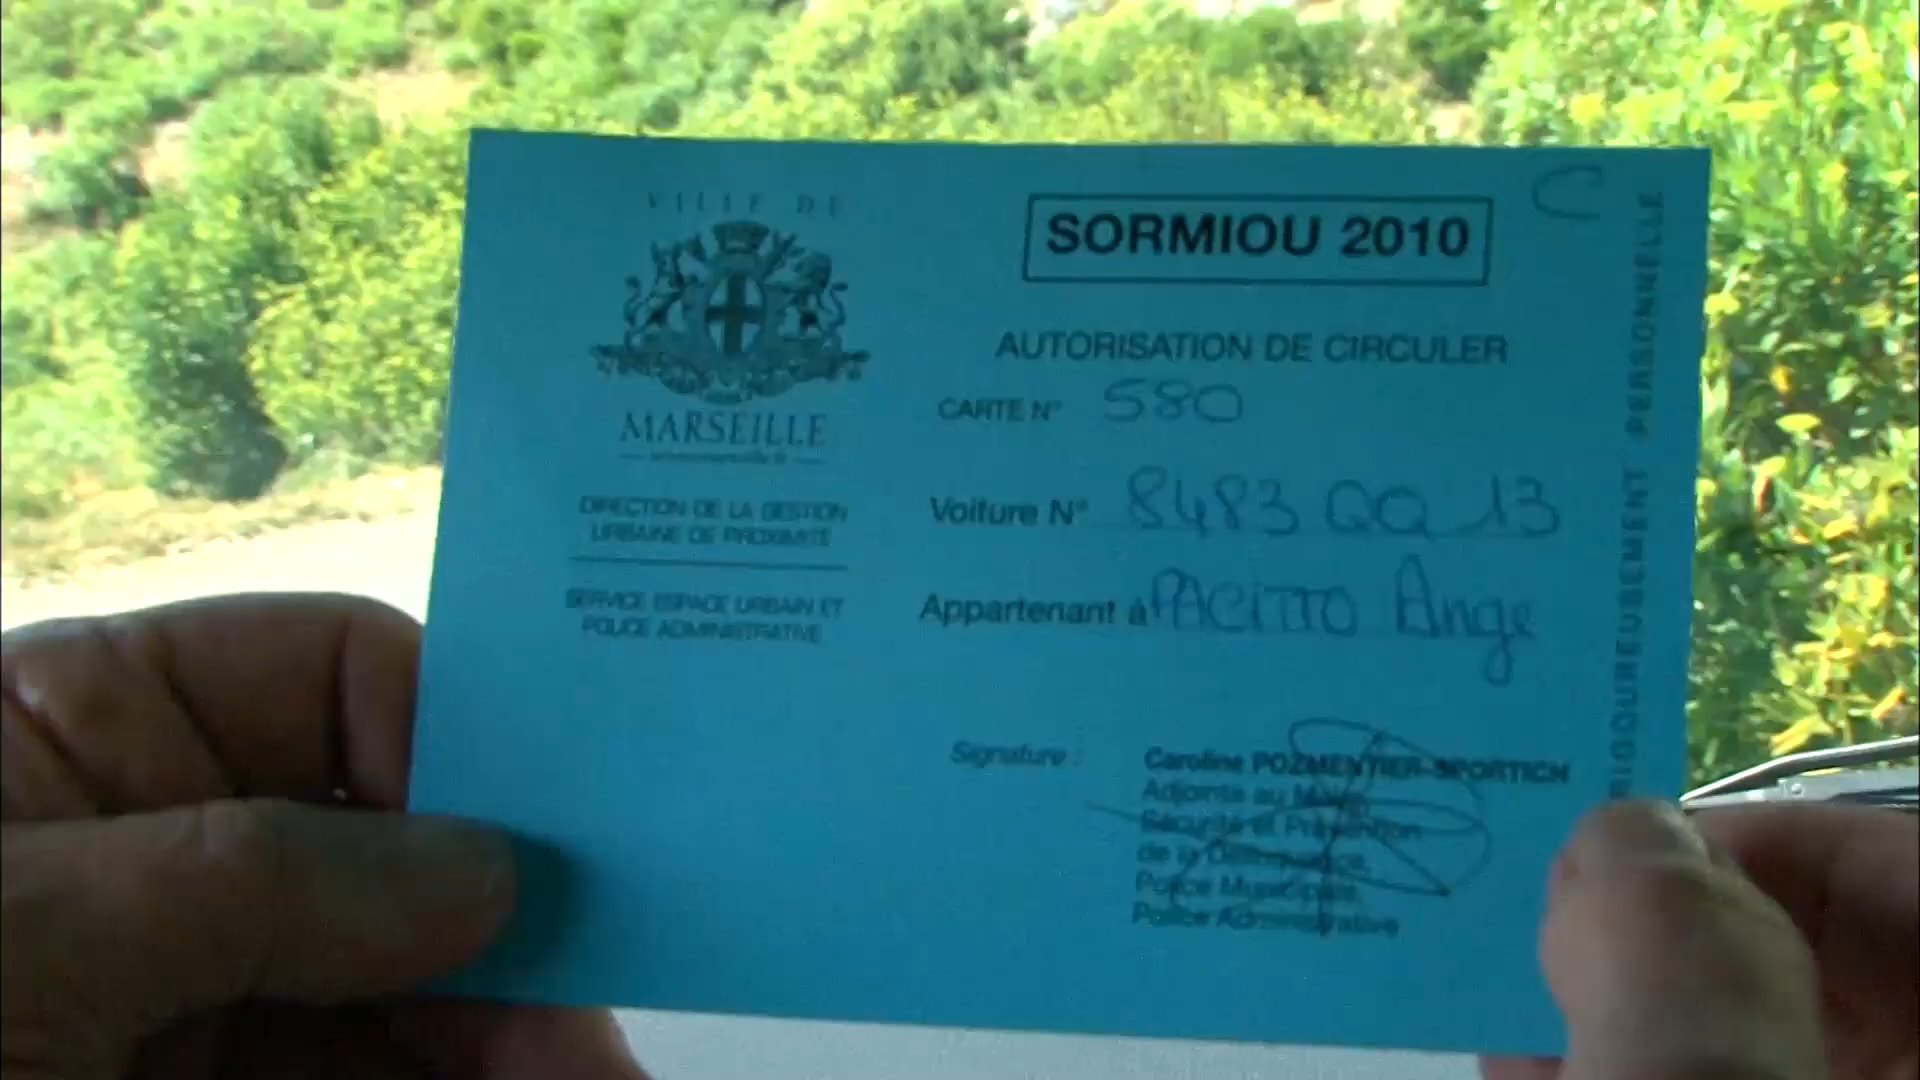 VILLE DE
MARSEILLE
DIRECTION DE LA GESTION
URBAINE DE PROXIMITÉ
SERVICE ESPACE URBAIN ET
POLICE ADMINISTRATIVE
C
SORMIOU 2010
AUTORISATION DE CIRCULER
CARTE N° 580
Voiture N° 8483 QQ 13
Appartenant à PACITTO Ange
Signature :
Caroline POZMENTIER-SPORTICH
Adjointe au Maire
Sécurité et Prévention
de la Délinquance,
Police Municipale,
Police Administrative
RIGOUREUSEMENT PERSONNELLE